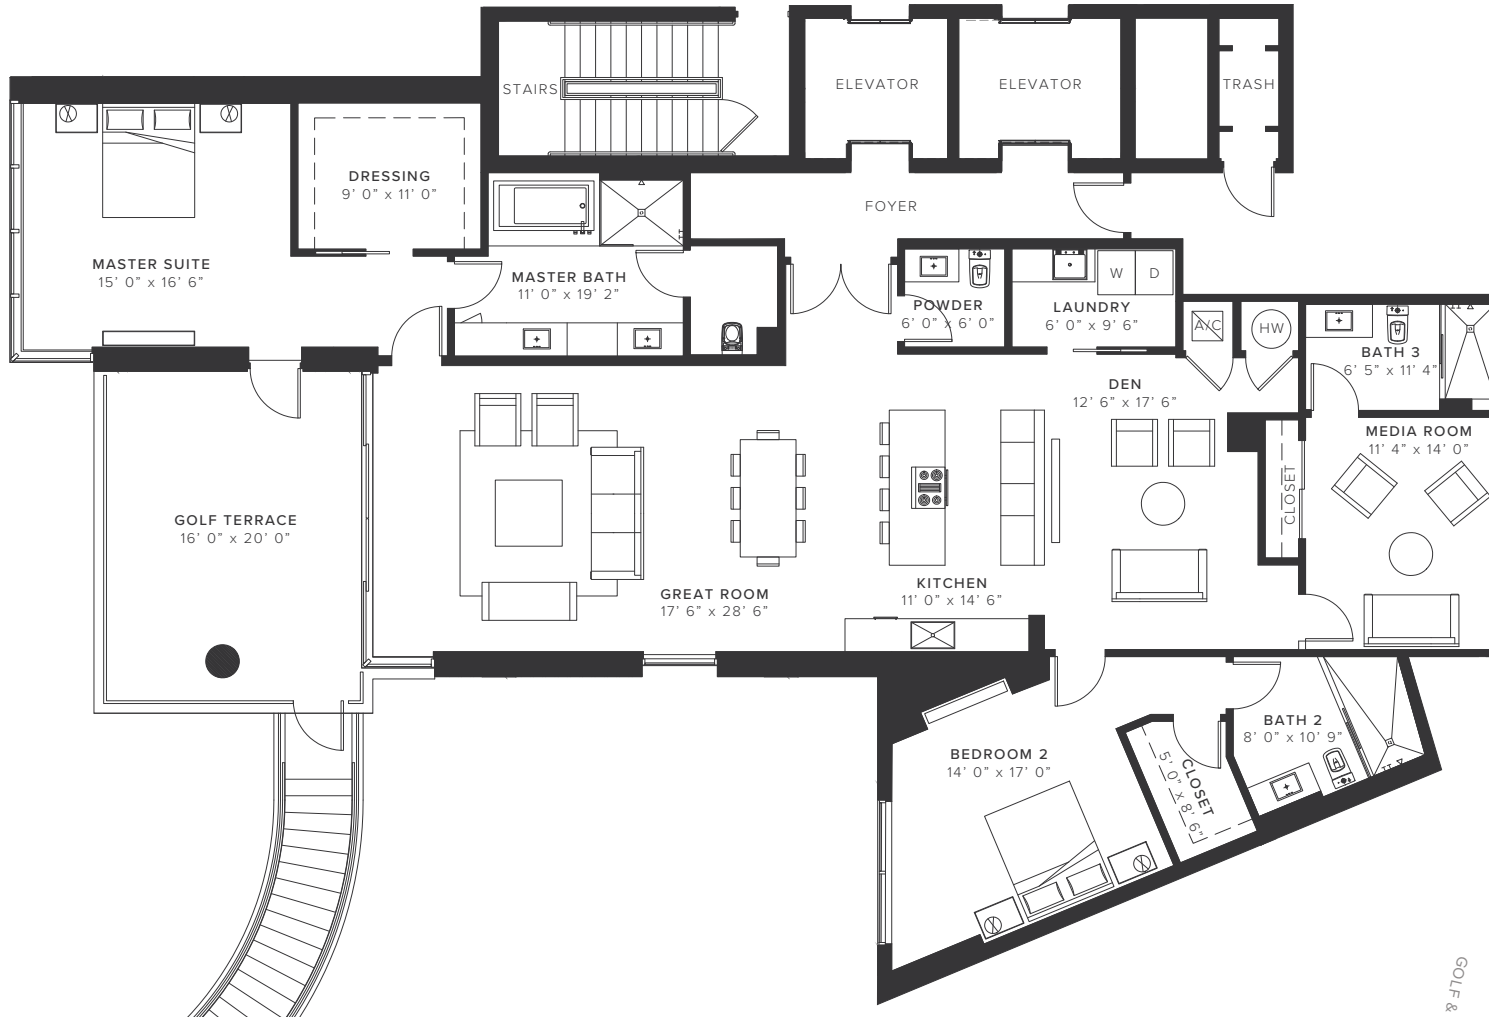 STAIRS
ELEVATOR
ELEVATOR
TRASH
DRESSING
9’ 0” x 11’ 0”
FOYER
MASTER SUITE
15’ 0” x 16’ 6”
MASTER BATH
11’ 0” x 19’ 2”
W
D
POWDER
6’ 0” x 6’ 0”
LAUNDRY
6’ 0” x 9’ 6”
A/C
HW
BATH 3
6’ 5” x 11’ 4”
DEN
12’ 6” x 17’ 6”
MEDIA ROOM
11’ 4” x 14’ 0”
CLOSET
GOLF TERRACE
16’ 0” x 20’ 0”
GREAT ROOM
17’ 6” x 28’ 6”
KITCHEN
11’ 0” x 14’ 6”
BEDROOM 2
14’ 0” x 17’ 0”
BATH 2
8’ 0” x 10’ 9”
CLOSET
5’ 0” x 8’ 6”
GOLF &